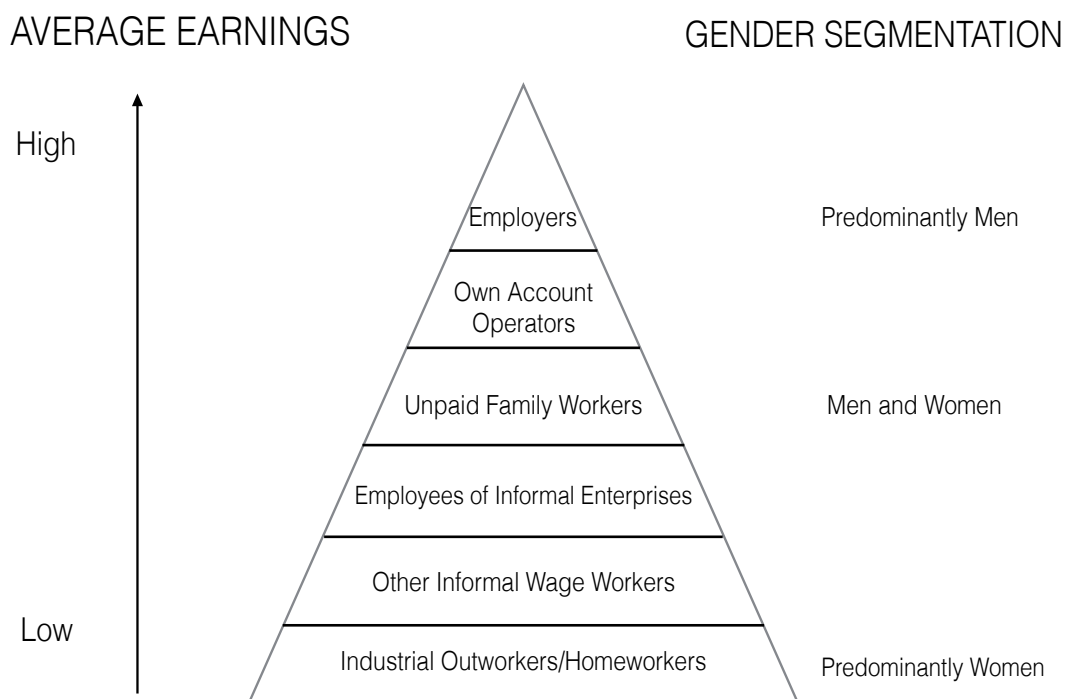 AVERAGE EARNINGS
GENDER SEGMENTATION
High
Employers
Predominantly Men
Own Account
Operators
Unpaid Family Workers
Men and Women
Employees of Informal Enterprises
Other Informal Wage Workers
Low
Industrial Outworkers/Homeworkers
Predominantly Women